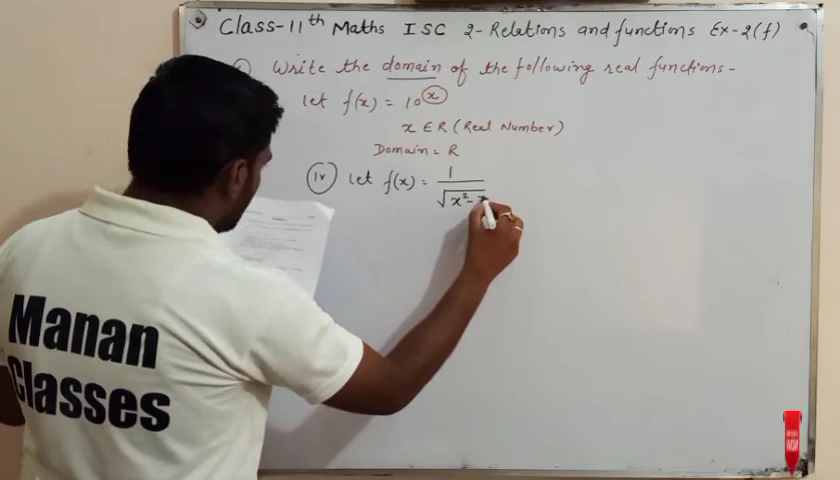 Class-11th Maths ISC 2-Relations and functions Ex-2(f)
Write the domain of the following real functions-
let f(x) = 10^x
x ∈ R (Real Number)
Domain = R
(iv) let f(x) = 1/√x²-
Manan
Classes